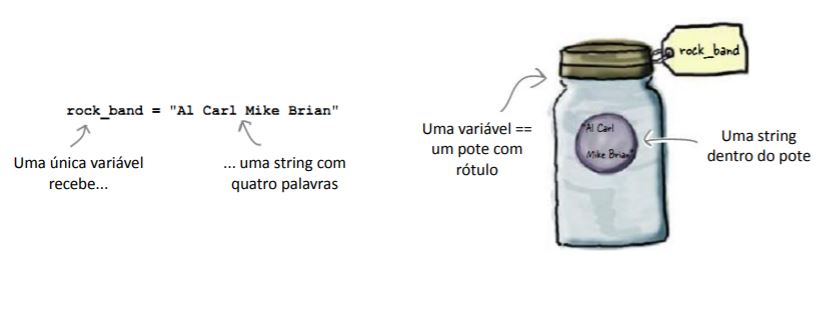 rock_band = "Al Carl Mike Brian"
Uma única variável
recebe...
... uma string com
quatro palavras
rock_band
Uma variável ==
um pote com
rótulo
"Al Carl
Mike Brian"
Uma string
dentro do pote